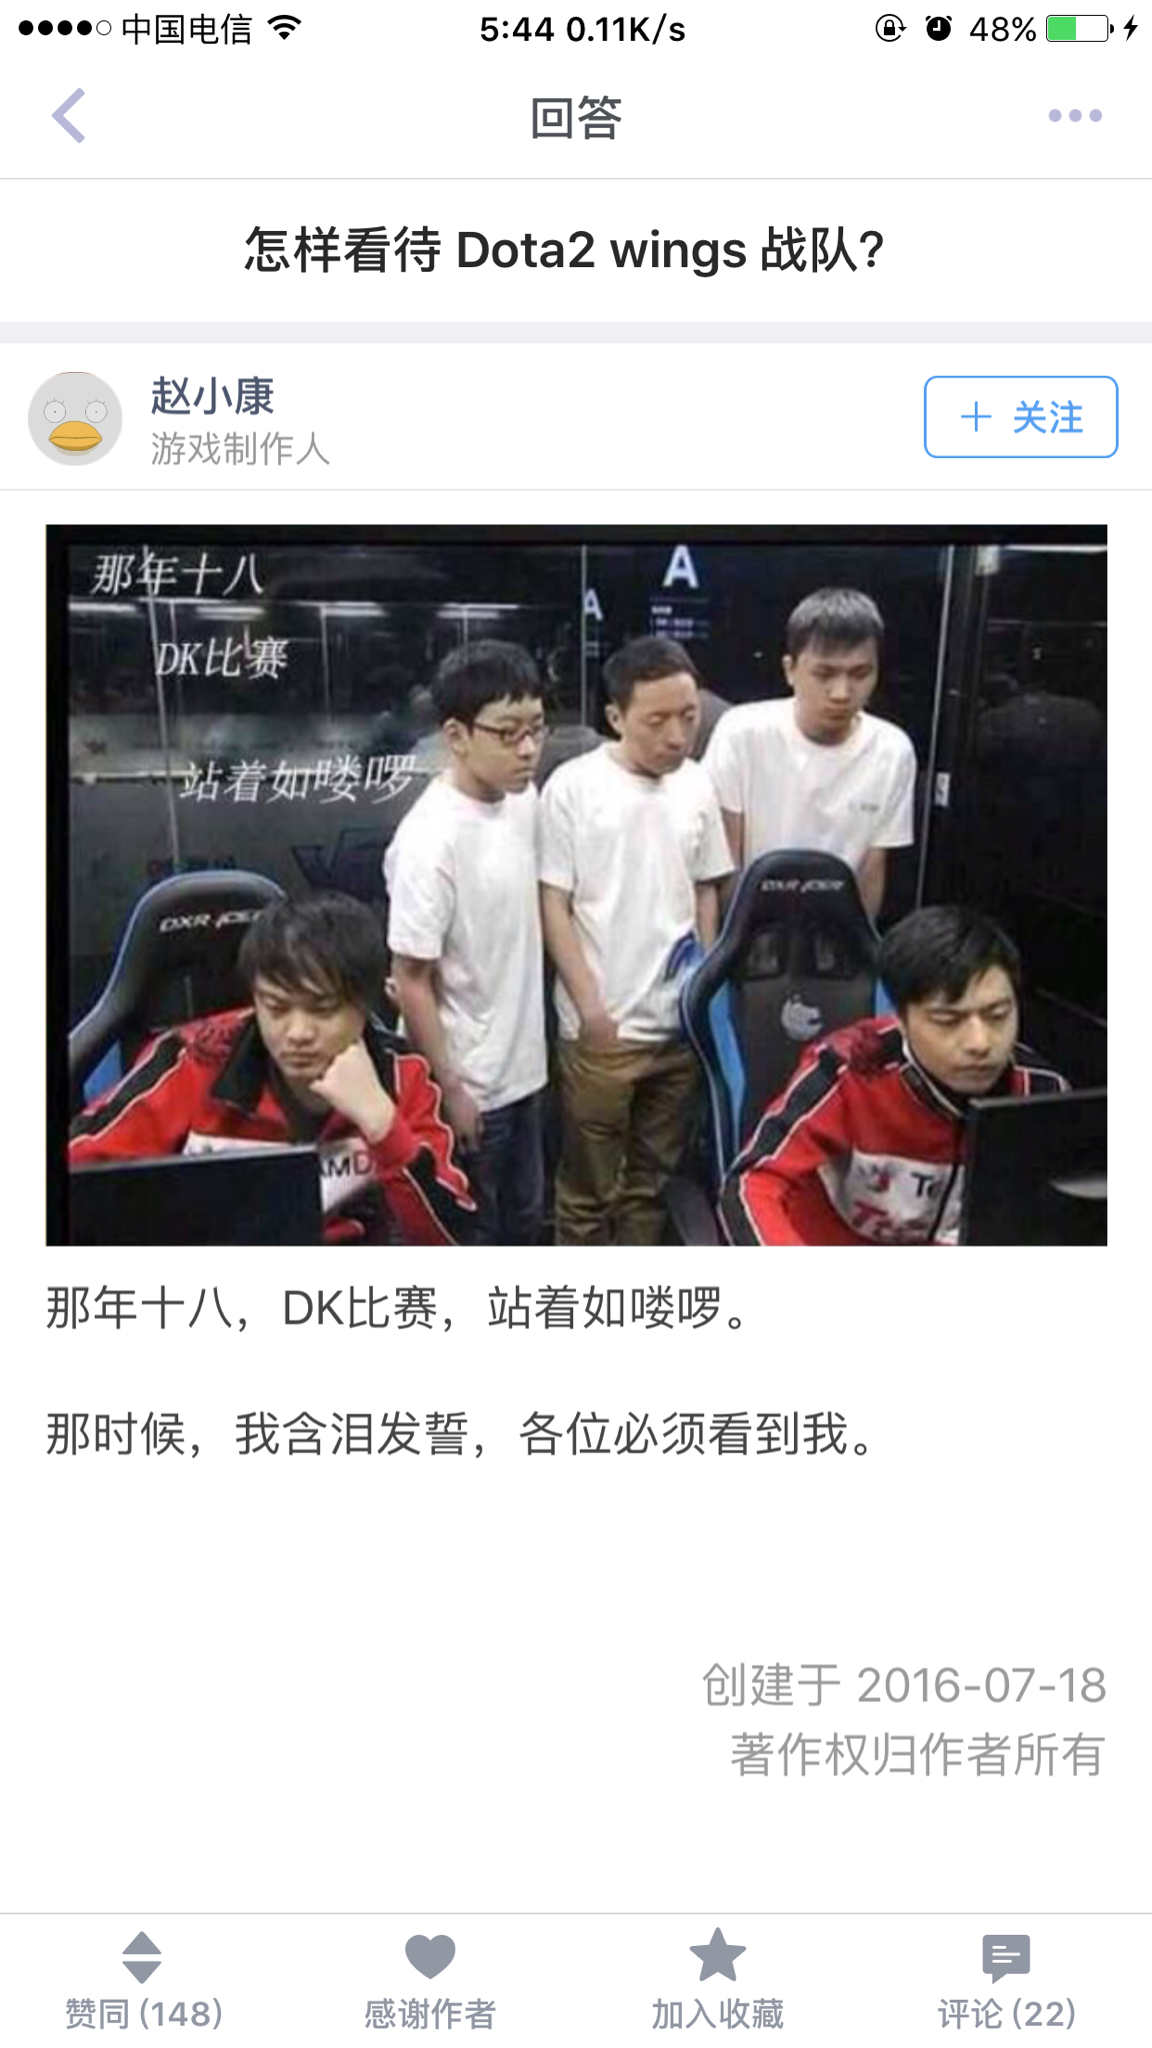 中国电信 5:44 0.11K/s 48%
回答
怎样看待 Dota2 wings 战队?
赵小康
游戏制作人
+ 关注
那年十八
DK比赛
站着如喽啰
A
A
DXRACER
DXRACER
AMD
那年十八，DK比赛，站着如喽啰。
那时候，我含泪发誓，各位必须看到我。
创建于 2016-07-18
著作权归作者所有
赞同 (148) 感谢作者 加入收藏 评论 (22)